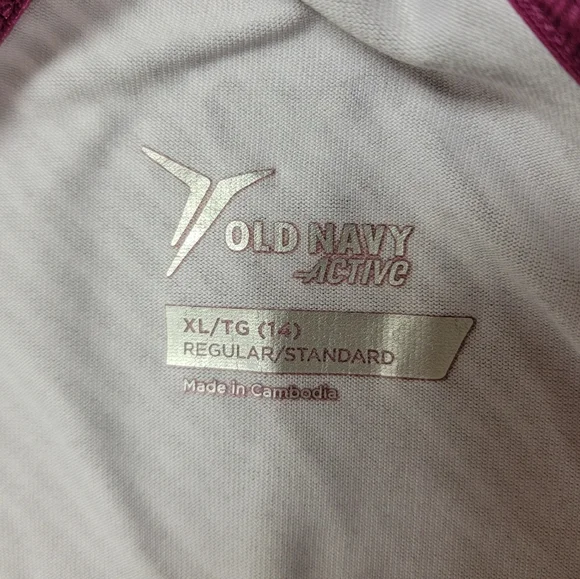 OLD NAVY
ACTIVE
XL/TG (14)
REGULAR/STANDARD
Made in Cambodia